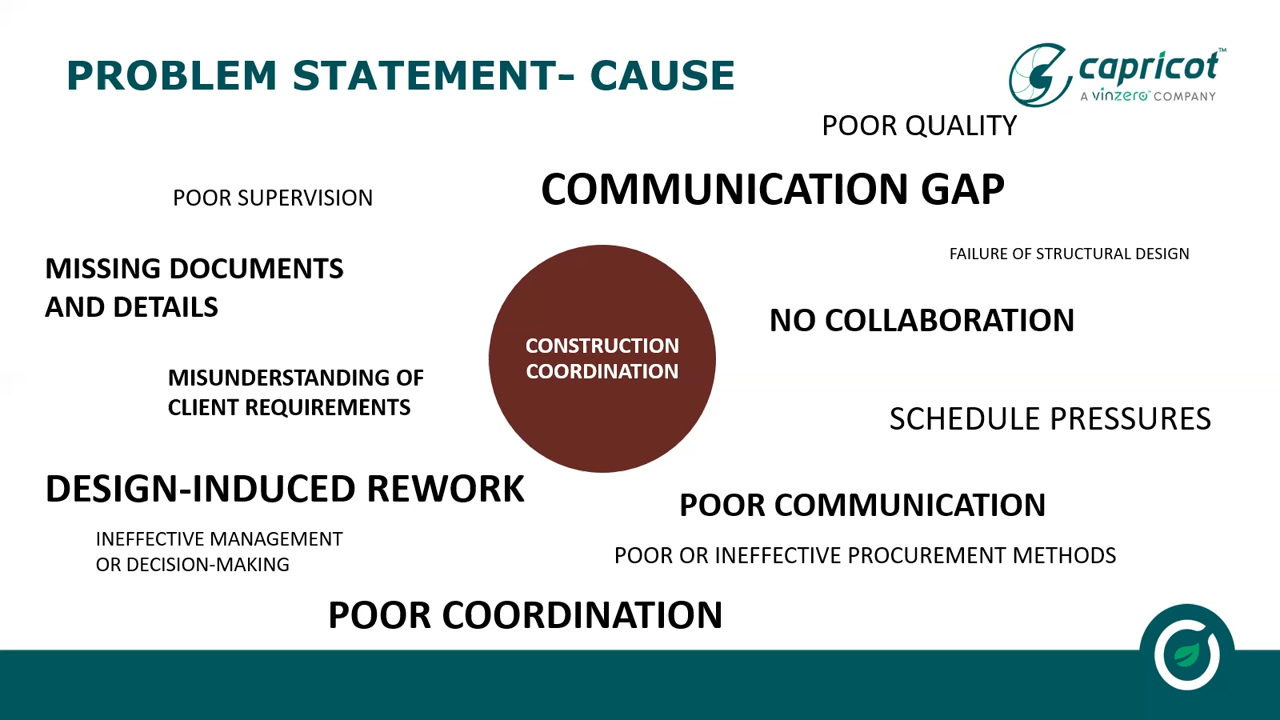 PROBLEM STATEMENT- CAUSE
capricot™
A vinzero™ COMPANY
POOR QUALITY
COMMUNICATION GAP
POOR SUPERVISION
FAILURE OF STRUCTURAL DESIGN
MISSING DOCUMENTS
AND DETAILS
NO COLLABORATION
CONSTRUCTION
COORDINATION
MISUNDERSTANDING OF
CLIENT REQUIREMENTS
SCHEDULE PRESSURES
DESIGN-INDUCED REWORK
POOR COMMUNICATION
INEFFECTIVE MANAGEMENT
OR DECISION-MAKING
POOR OR INEFFECTIVE PROCUREMENT METHODS
POOR COORDINATION